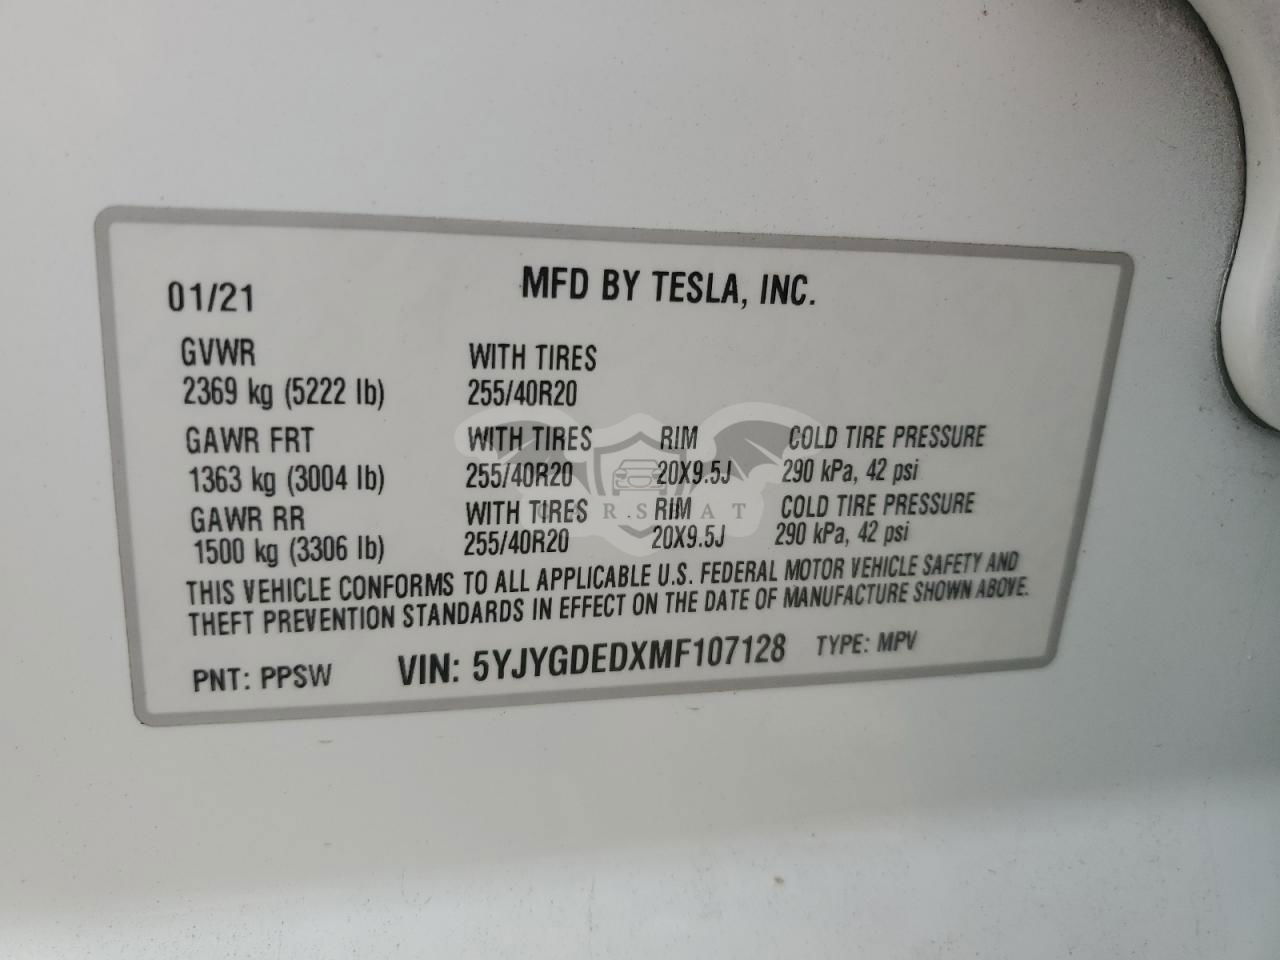 01/21 MFD BY TESLA, INC.
GVWR WITH TIRES
2369 kg (5222 lb) 255/40R20
GAWR FRT WITH TIRES RIM COLD TIRE PRESSURE
1363 kg (3004 lb) 255/40R20 20X9.5J 290 kPa, 42 psi
GAWR RR WITH TIRES RIM COLD TIRE PRESSURE
1500 kg (3306 lb) 255/40R20 20X9.5J 290 kPa, 42 psi
THIS VEHICLE CONFORMS TO ALL APPLICABLE U.S. FEDERAL MOTOR VEHICLE SAFETY AND
THEFT PREVENTION STANDARDS IN EFFECT ON THE DATE OF MANUFACTURE SHOWN ABOVE.
PNT: PPSW VIN: 5YJYGDEDXMF107128 TYPE: MPV